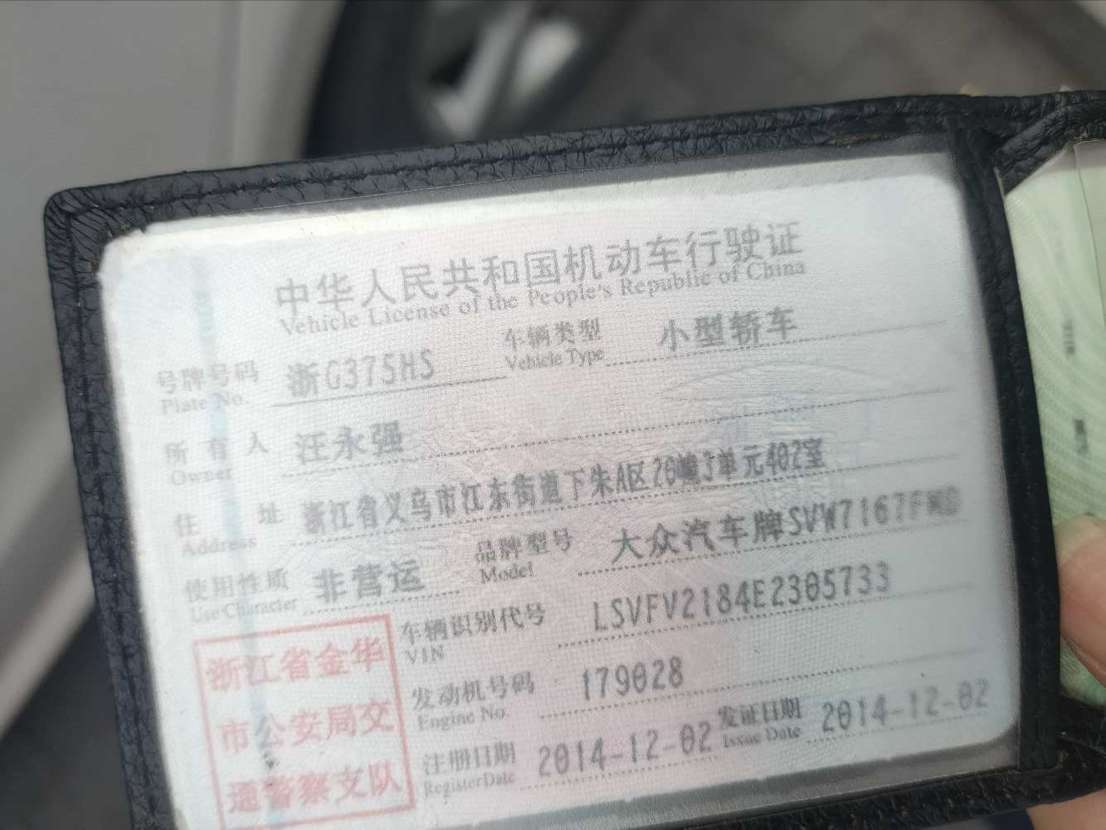 中华人民共和国机动车行驶证
Vehicle License of the People's Republic of China
号牌号码 浙G375HS 车辆类型 小型轿车
Plate No. Vehicle Type
所有人 汪永强
Owner
住址 浙江省义乌市江东街道下朱A区26幢3单元402室
Address
使用性质 非营运 品牌型号 大众汽车牌SVW7167FMD
Use Character Model
车辆识别代号 LSVFV2184E2305733
VIN
发动机号码 179028
Engine No.
注册日期 2014-12-02 发证日期 2014-12-02
Register Date Issue Date
浙江省金华
市公安局交
通警察支队